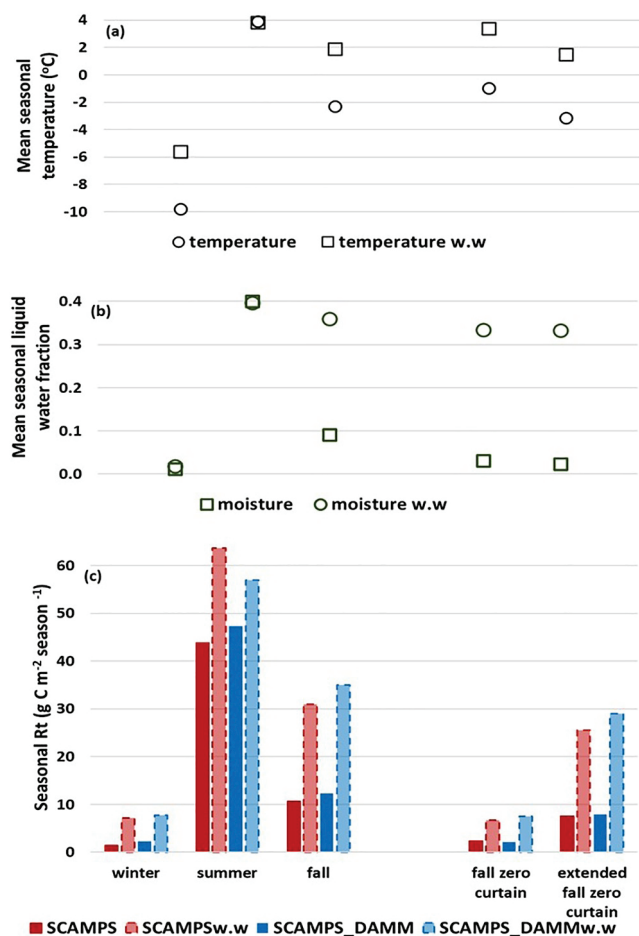 (a)
Mean seasonal
temperature (ºC)
4
2
0
-2
-4
-6
-8
-10
temperature temperature w.w
(b)
Mean seasonal liquid
water fraction
0.4
0.3
0.2
0.1
0.0
moisture moisture w.w
(c)
Seasonal Rt (g C m-2 season -1)
60
50
40
30
20
10
0
winter summer fall fall zero extended
curtain fall zero
curtain
SCAMPS SCAMPSw.w SCAMPS_DAMM SCAMPS_DAMMw.w